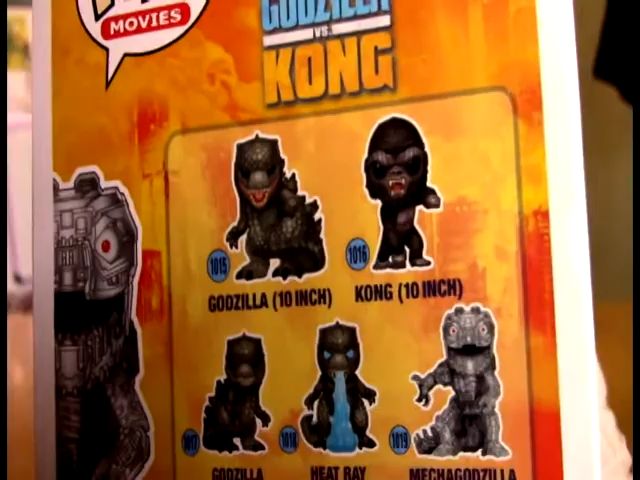 MOVIES
GODZILLA
VS.
KONG
1015
1016
GODZILLA (10 INCH)
KONG (10 INCH)
1017
1018
1019
GODZILLA
HEAT RAY
MECHAGODZILLA